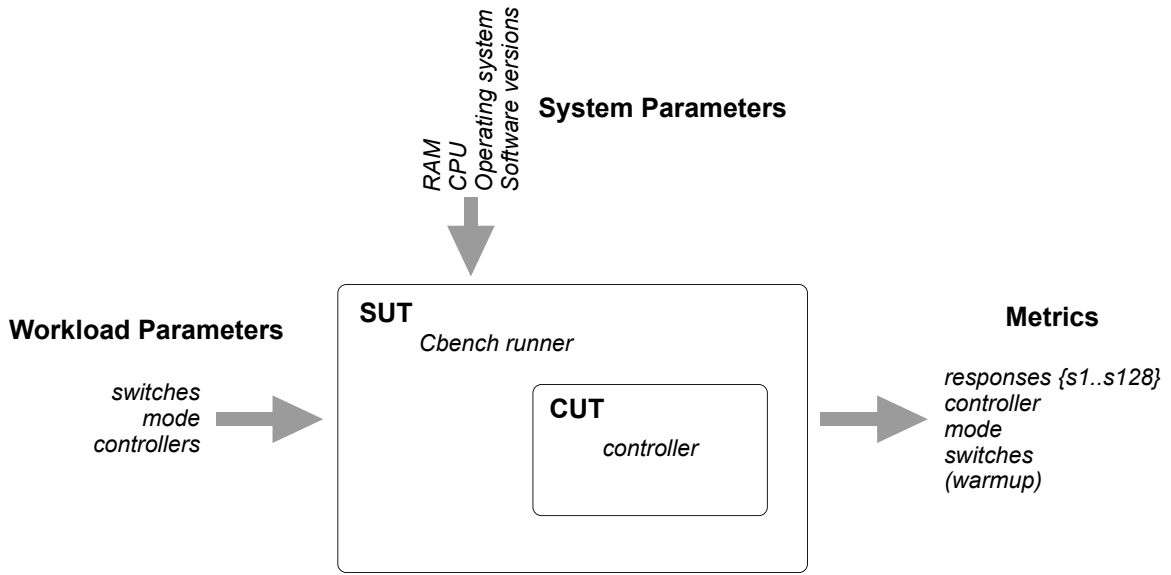 RAM
CPU
Operating system
Software versions
System Parameters
Workload Parameters
switches
mode
controllers
SUT
Cbench runner
CUT
controller
Metrics
responses {s1..s128}
controller
mode
switches
(warmup)